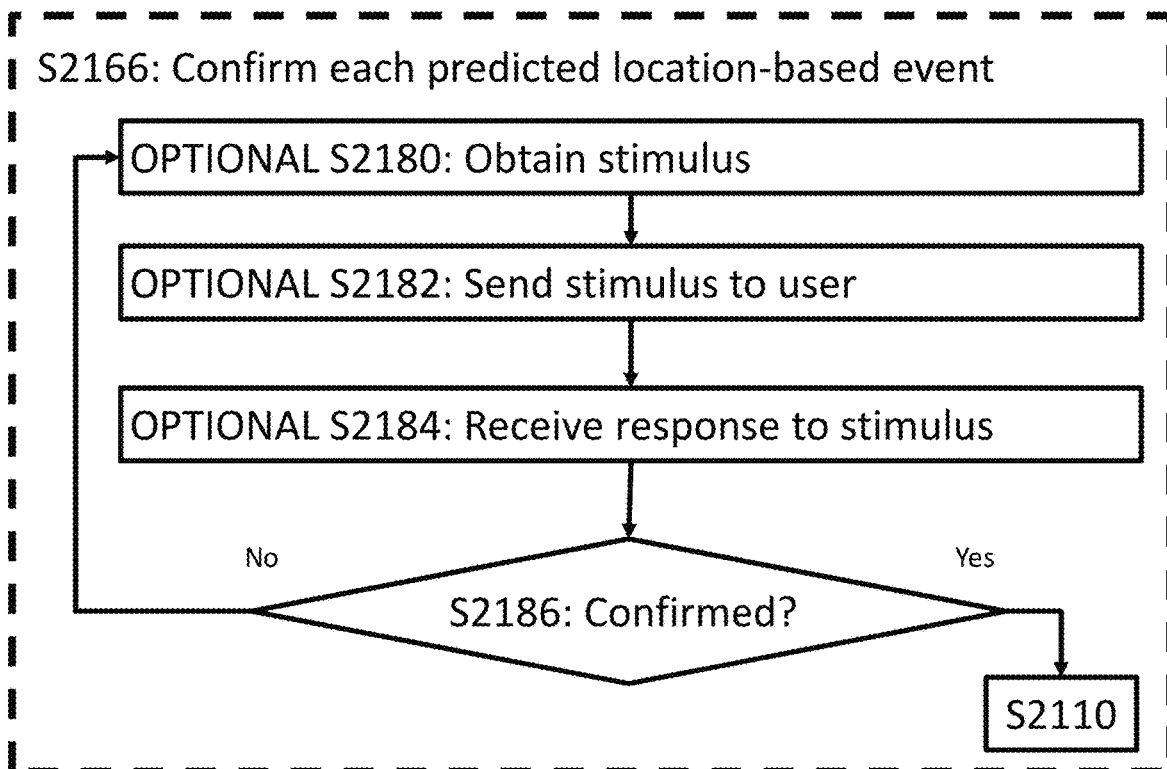 S2166: Confirm each predicted location-based event
OPTIONAL S2180: Obtain stimulus
OPTIONAL S2182: Send stimulus to user
OPTIONAL S2184: Receive response to stimulus
No
Yes
S2186: Confirmed?
S2110